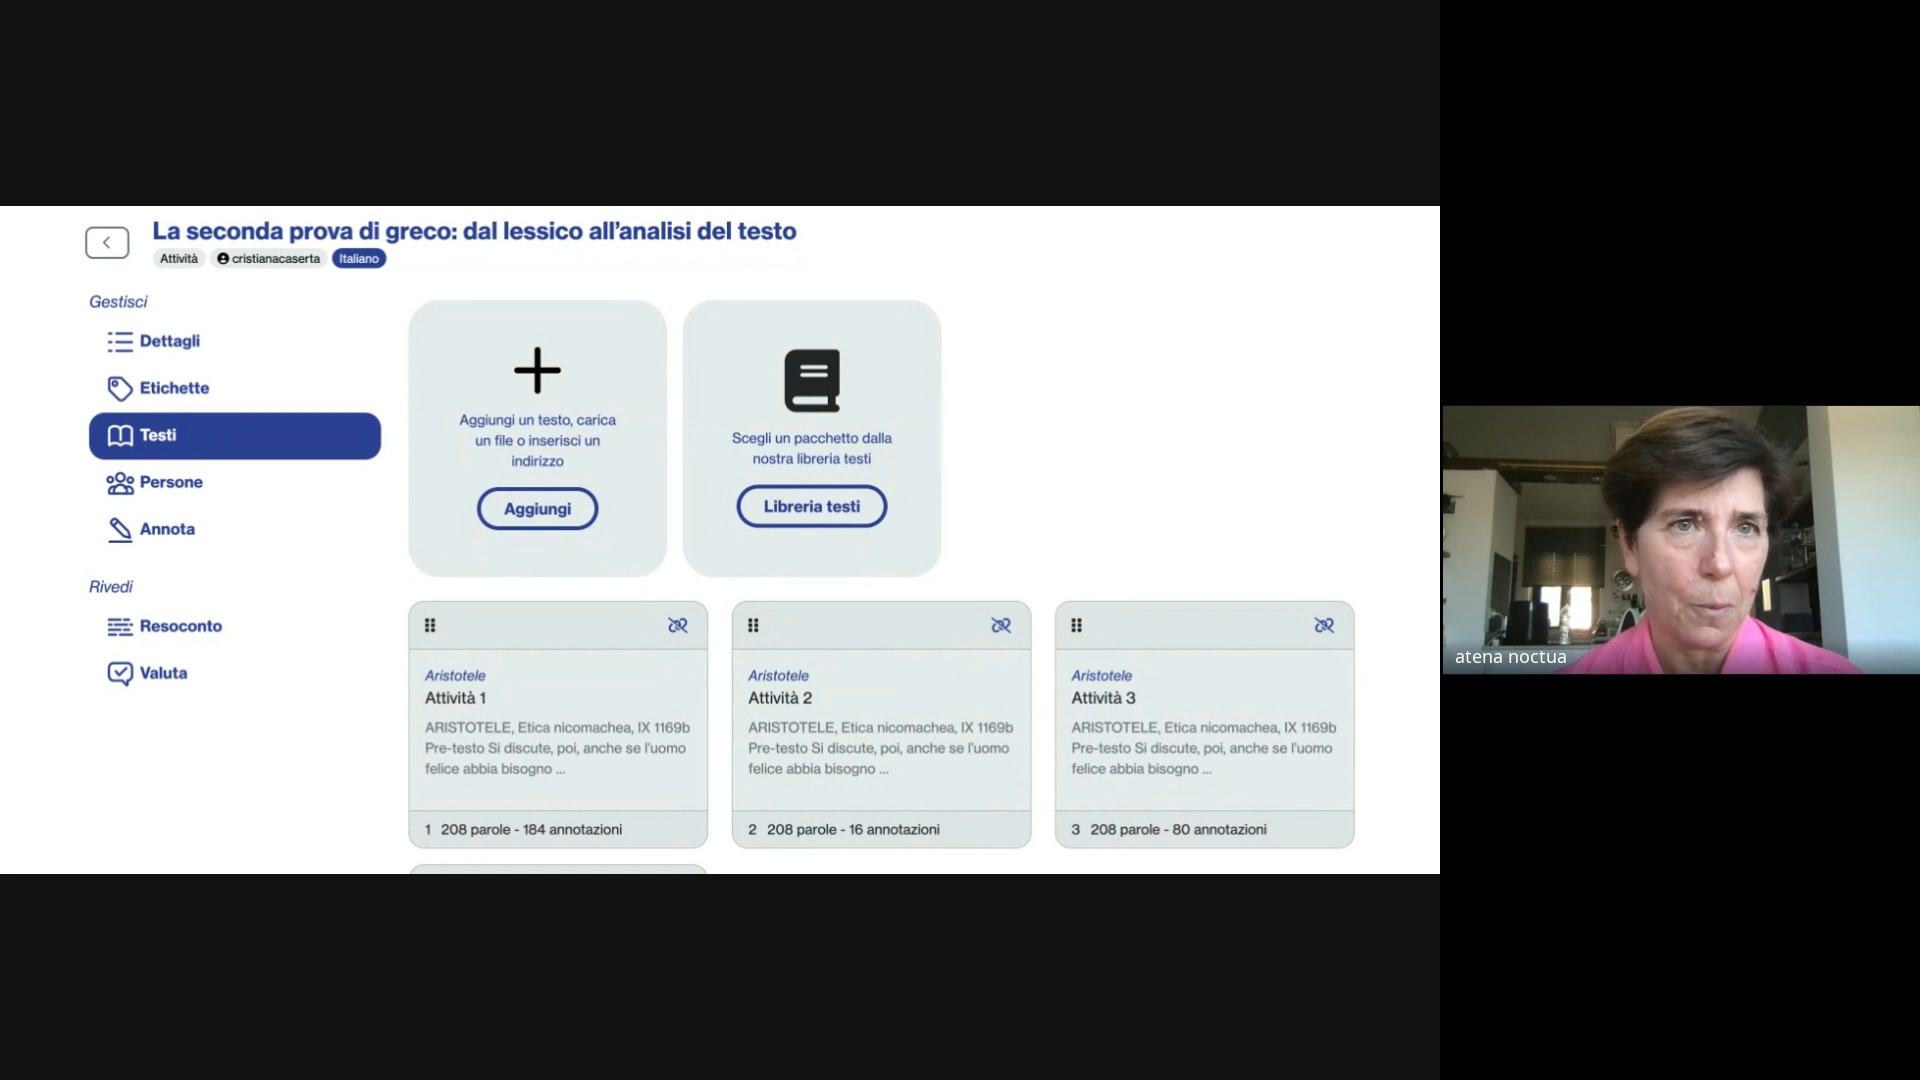 La seconda prova di greco: dal lessico all’analisi del testo
Attività cristianacaserta Italiano
Gestisci
Dettagli
Etichette
Testi
Persone
Annota
Rivedi
Resoconto
Valuta
Aggiungi un testo, carica
un file o inserisci un
indirizzo
Aggiungi
Scegli un pacchetto dalla
nostra libreria testi
Libreria testi
Aristotele
Attività 1
ARISTOTELE, Etica nicomachea, IX 1169b
Pre-testo Si discute, poi, anche se l'uomo
felice abbia bisogno ...
1 208 parole - 184 annotazioni
Aristotele
Attività 2
ARISTOTELE, Etica nicomachea, IX 1169b
Pre-testo Si discute, poi, anche se l'uomo
felice abbia bisogno ...
2 208 parole - 16 annotazioni
Aristotele
Attività 3
ARISTOTELE, Etica nicomachea, IX 1169b
Pre-testo Si discute, poi, anche se l'uomo
felice abbia bisogno ...
3 208 parole - 80 annotazioni
atena noctua